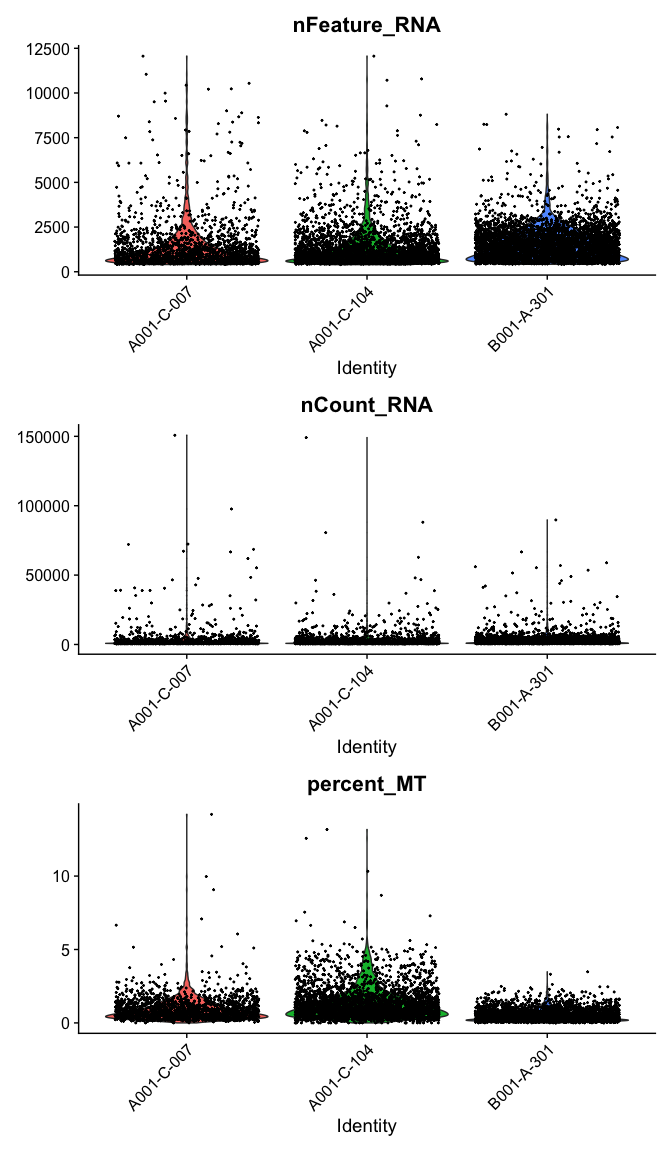 nFeature_RNA
12500
10000
7500
5000
2500
0
A001-C-007
A001-C-104
B001-A-301
Identity
nCount_RNA
150000
100000
50000
0
A001-C-007
A001-C-104
B001-A-301
Identity
percent_MT
10
5
0
A001-C-007
A001-C-104
B001-A-301
Identity